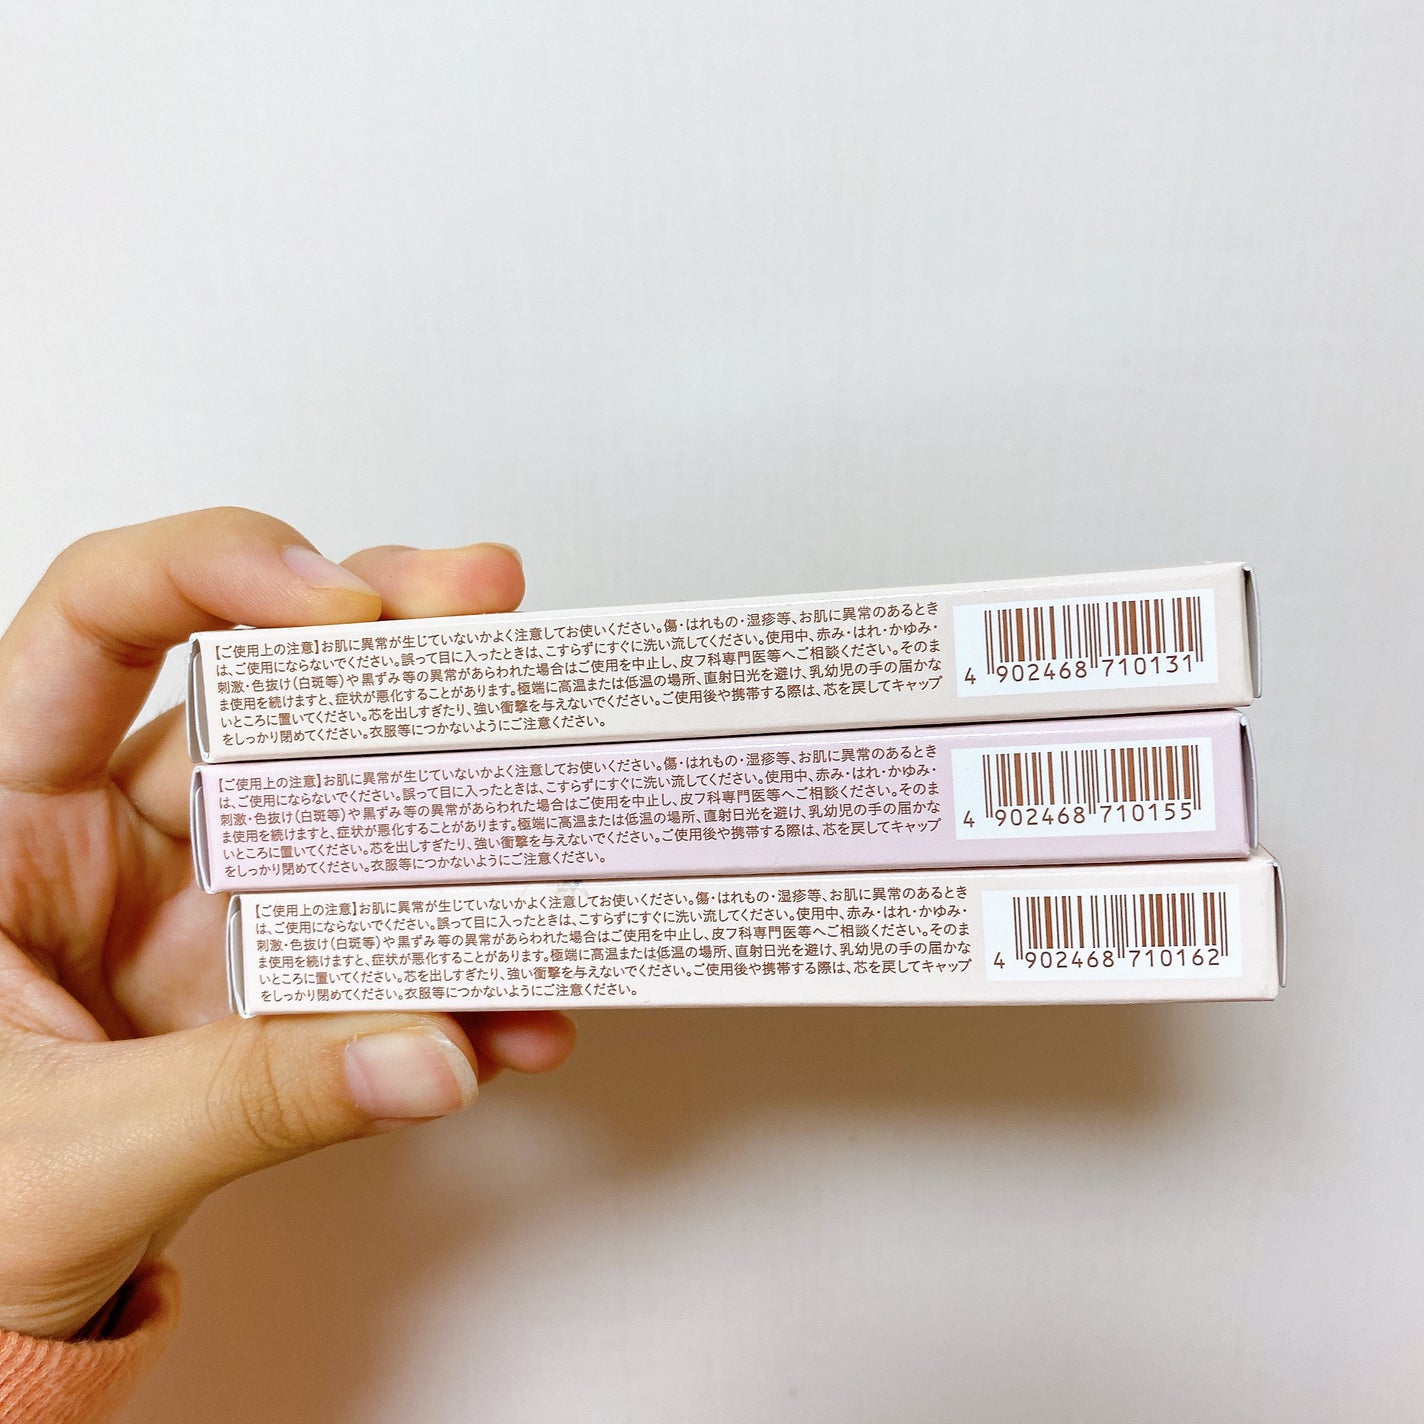 【ご使用上の注意】お肌に異常が生じていないかよく注意してお使いください。傷・はれもの・湿疹等、お肌に異常のあるとき
は、ご使用にならないでください。誤って目に入ったときは、こすらずにすぐに洗い流してください。使用中、赤み・はれ・かゆみ・
刺激・色抜け(白斑等)や黒ずみ等の異常があらわれた場合はご使用を中止し、皮フ科専門医等へご相談ください。そのま
ま使用を続けますと、症状が悪化することがあります。極端に高温または低温の場所、直射日光を避け、乳幼児の手の届かな
いところに置いてください。芯を出しすぎたり、強い衝撃を与えないでください。ご使用後や携帯する際は、芯を戻してキャップ
をしっかり閉めてください。衣服等につかないようにご注意ください。
4 902468 710131
【ご使用上の注意】お肌に異常が生じていないかよく注意してお使いください。傷・はれもの・湿疹等、お肌に異常のあるとき
は、ご使用にならないでください。誤って目に入ったときは、こすらずにすぐに洗い流してください。使用中、赤み・はれ・かゆみ・
刺激・色抜け(白斑等)や黒ずみ等の異常があらわれた場合はご使用を中止し、皮フ科専門医等へご相談ください。そのま
ま使用を続けますと、症状が悪化することがあります。極端に高温または低温の場所、直射日光を避け、乳幼児の手の届かな
いところに置いてください。芯を出しすぎたり、強い衝撃を与えないでください。ご使用後や携帯する際は、芯を戻してキャップ
をしっかり閉めてください。衣服等につかないようにご注意ください。
4 902468 710155
【ご使用上の注意】お肌に異常が生じていないかよく注意してお使いください。傷・はれもの・湿疹等、お肌に異常のあるとき
は、ご使用にならないでください。誤って目に入ったときは、こすらずにすぐに洗い流してください。使用中、赤み・はれ・かゆみ・
刺激・色抜け(白斑等)や黒ずみ等の異常があらわれた場合はご使用を中止し、皮フ科専門医等へご相談ください。そのま
ま使用を続けますと、症状が悪化することがあります。極端に高温または低温の場所、直射日光を避け、乳幼児の手の届かな
いところに置いてください。芯を出しすぎたり、強い衝撃を与えないでください。ご使用後や携帯する際は、芯を戻してキャップ
をしっかり閉めてください。衣服等につかないようにご注意ください。
4 902468 710162